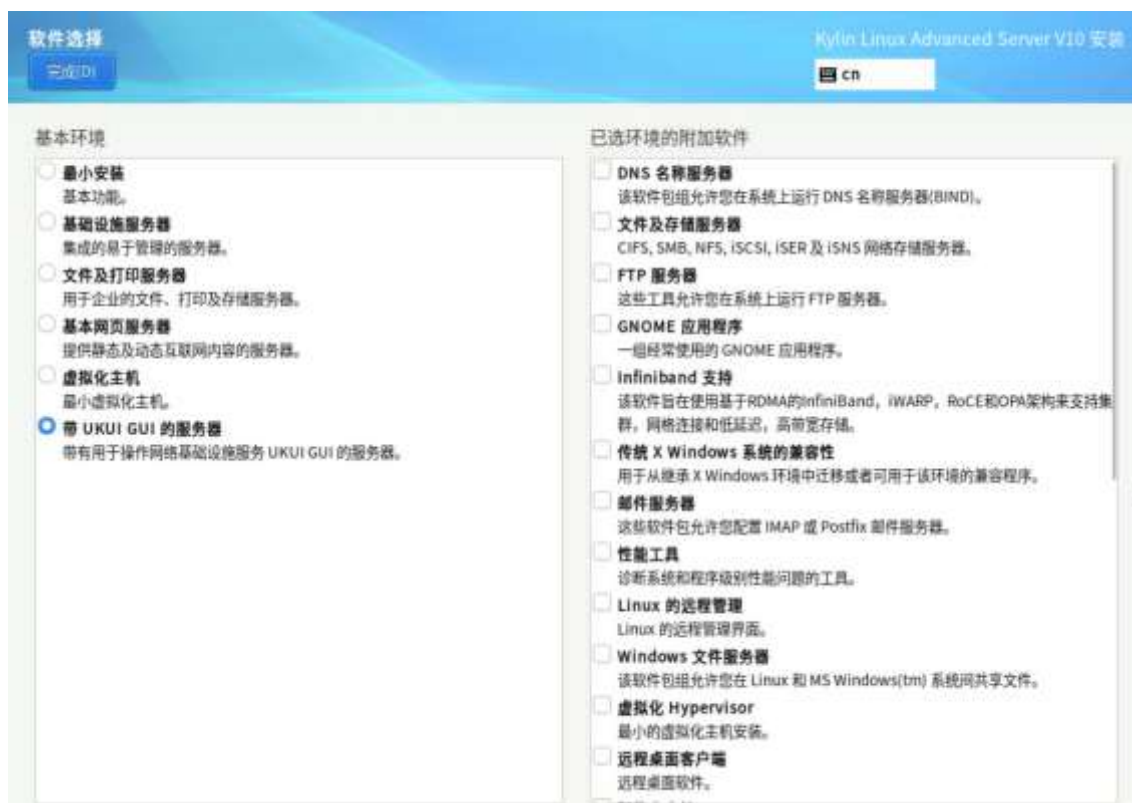 软件选择
Kylin Linux Advanced Server V10 安装
完成(D)
cn
基本环境
最小安装
基本功能。
基础设施服务器
集成的易于管理的服务器。
文件及打印服务器
用于企业的文件、打印及存储服务器。
基本网页服务器
提供静态及动态互联网内容的服务器。
虚拟化主机
最小虚拟化主机。
带 UKUI GUI 的服务器
带有用于操作网络基础设施服务 UKUI GUI 的服务器。
已选环境的附加软件
DNS 名称服务器
该软件包组允许您在系统上运行 DNS 名称服务器(BIND)。
文件及存储服务器
CIFS, SMB, NFS, iSCSI, iSER 及 iSNS 网络存储服务器。
FTP 服务器
这些工具允许您在系统上运行 FTP 服务器。
GNOME 应用程序
一组经常使用的 GNOME 应用程序。
Infiniband 支持
该软件旨在使用基于RDMA的InfiniBand，iWARP，RoCE和OPA架构来支持集
群，网格连接和低延迟，高带宽存储。
传统 X Windows 系统的兼容性
用于从继承 X Windows 环境中迁移或者可用于该环境的兼容程序。
邮件服务器
这些软件包允许您配置 IMAP 或 Postfix 邮件服务器。
性能工具
诊断系统和程序级别性能问题的工具。
Linux 的远程管理
Linux 的远程管理界面。
Windows 文件服务器
该软件包组允许您在 Linux 和 MS Windows(tm) 系统间共享文件。
虚拟化 Hypervisor
最小的虚拟化主机安装。
远程桌面客户端
远程桌面软件。